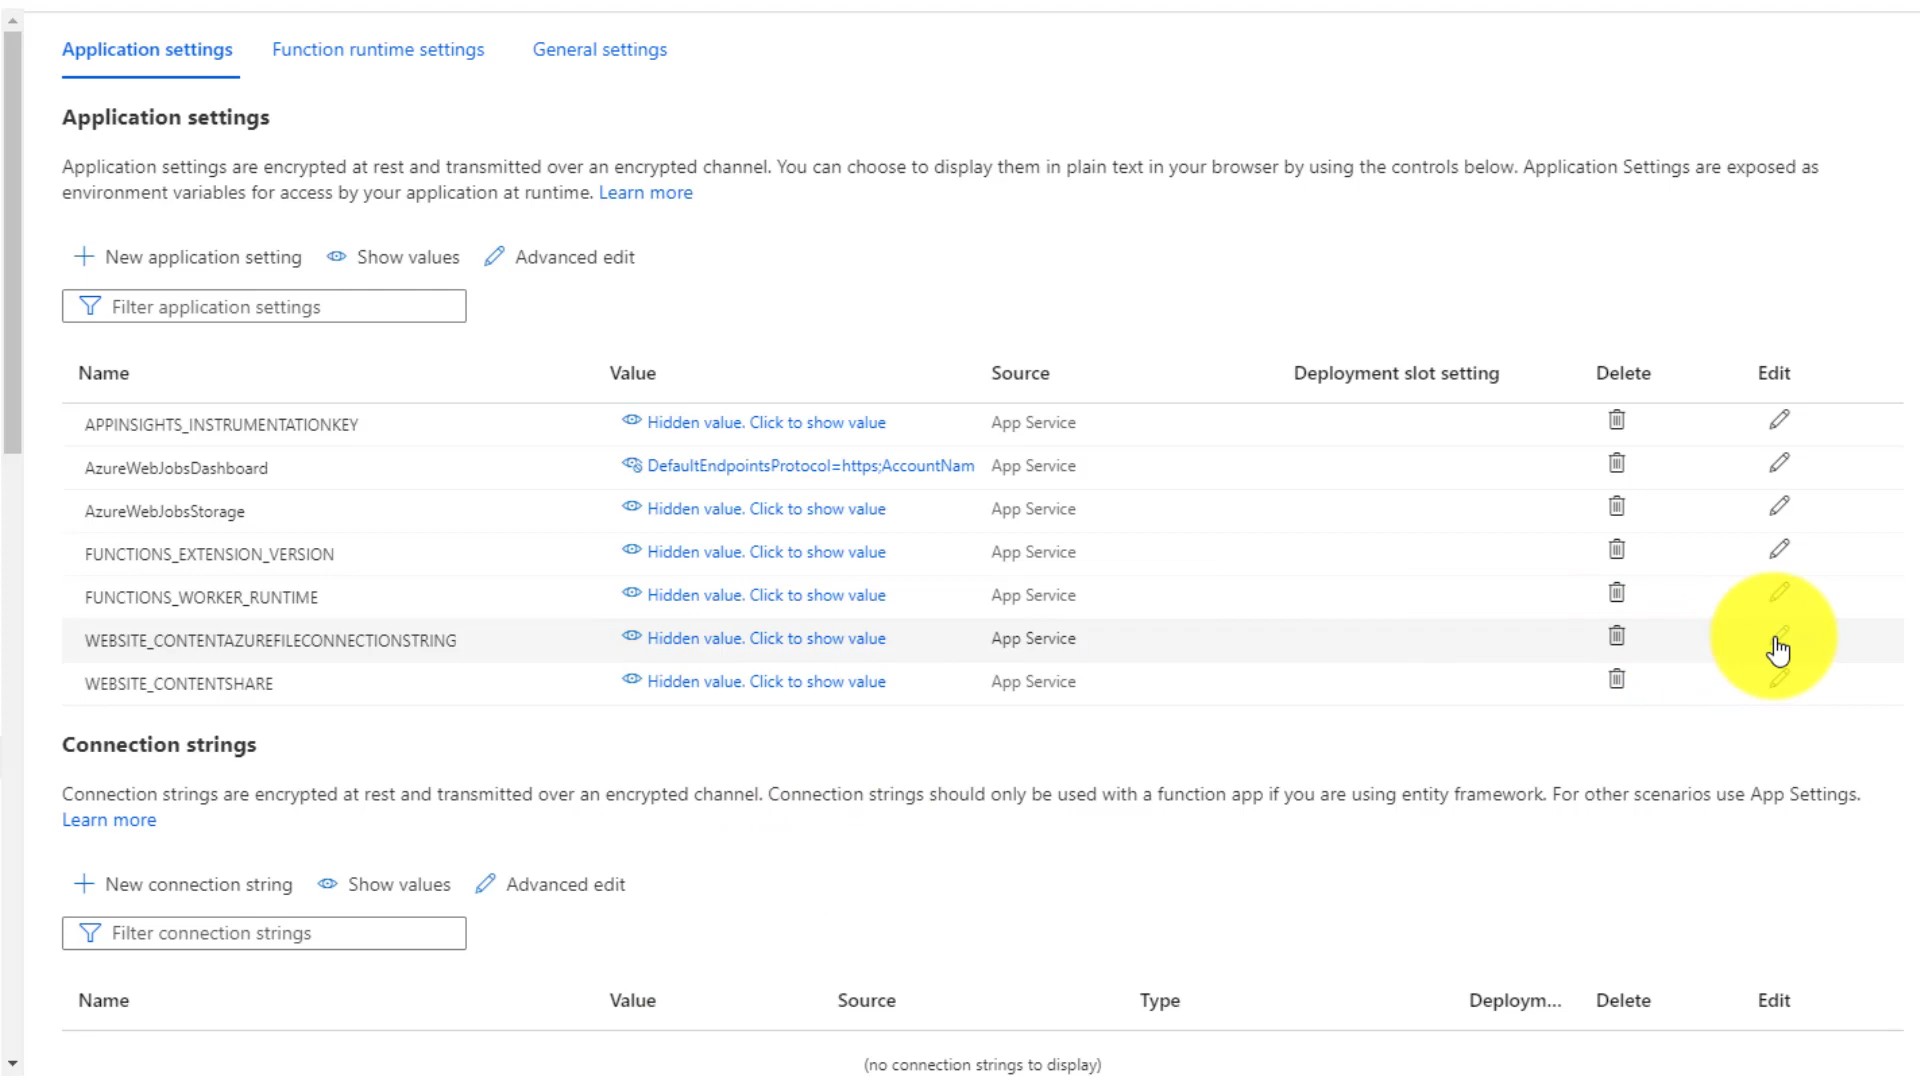 Application settings Function runtime settings General settings
Application settings
Application settings are encrypted at rest and transmitted over an encrypted channel. You can choose to display them in plain text in your browser by using the controls below. Application Settings are exposed as
environment variables for access by your application at runtime. Learn more
New application setting Show values Advanced edit
Filter application settings
Name Value Source Deployment slot setting Delete Edit
APPINSIGHTS_INSTRUMENTATIONKEY Hidden value. Click to show value App Service
AzureWebJobsDashboard DefaultEndpointsProtocol=https;AccountNam App Service
AzureWebJobsStorage Hidden value. Click to show value App Service
FUNCTIONS_EXTENSION_VERSION Hidden value. Click to show value App Service
FUNCTIONS_WORKER_RUNTIME Hidden value. Click to show value App Service
WEBSITE_CONTENTAZUREFILECONNECTIONSTRING Hidden value. Click to show value App Service
WEBSITE_CONTENTSHARE Hidden value. Click to show value App Service
Connection strings
Connection strings are encrypted at rest and transmitted over an encrypted channel. Connection strings should only be used with a function app if you are using entity framework. For other scenarios use App Settings.
Learn more
New connection string Show values Advanced edit
Filter connection strings
Name Value Source Type Deploym... Delete Edit
(no connection strings to display)